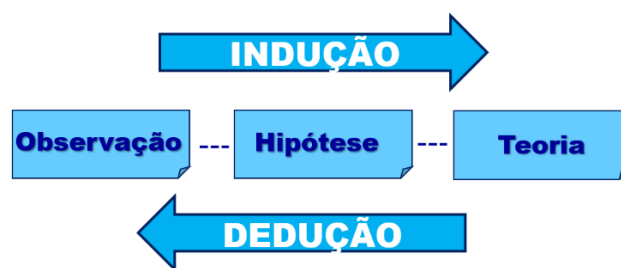 INDUÇÃO
Observação --- Hipótese --- Teoria
DEDUÇÃO